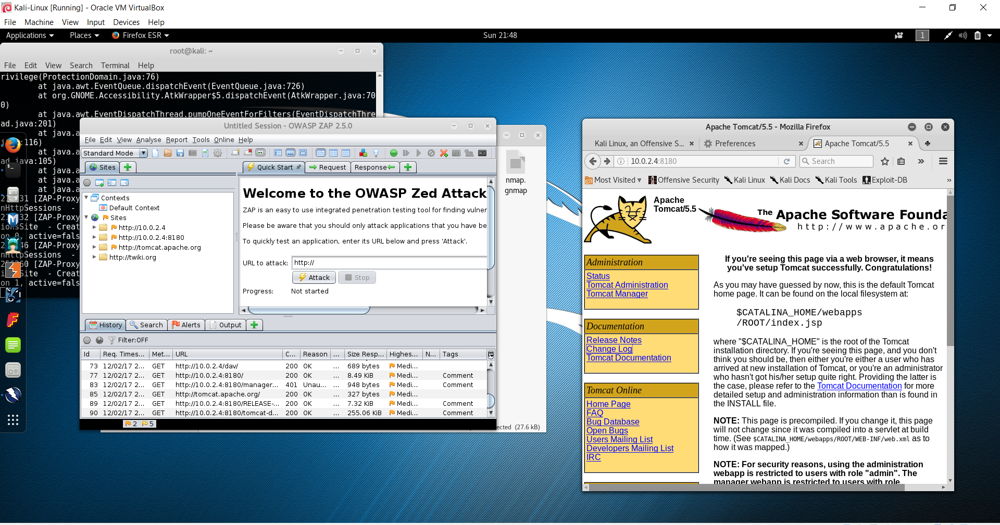 Kali-Linux [Running] - Oracle VM VirtualBox
File Machine View Input Devices Help
Applications Places Firefox ESR Sun 21:48 1
root@kali: ~
File Edit View Search Terminal Help
rivilege(ProtectionDomain.java:76)
at java.awt.EventQueue.dispatchEvent(EventQueue.java:726)
at org.GNOME.Accessibility.AtkWrapper$5.dispatchEvent(AtkWrapper.java:70
0)
at java.awt.EventDispatchThread.pumpOneEventForFilters(EventDispatchThre
ad.java:201)
at java.a
:116)
at java.a
ad.java:105)
at java.a
at java.a
at java.a
31 [ZAP-Proxy
nHttpSessions -
32 [ZAP-Proxy
Site - Creat
on 0, active=fals
46 [ZAP-Proxy
nHttpSessions -
60 [ZAP-Proxy
Site - Creat
on 1, active=fals
Untitled Session - OWASP ZAP 2.5.0
File Edit View Analyse Report Tools Online Help
Standard Mode
Sites
Quick Start Request Response
Contexts
Default Context
Sites
http://10.0.2.4
http://10.0.2.4:8180
http://tomcat.apache.org
http://twiki.org
Welcome to the OWASP Zed Attack
ZAP is an easy to use integrated penetration testing tool for finding vulner
Please be aware that you should only attack applications that you have be
To quickly test an application, enter its URL below and press 'Attack'.
URL to attack: http://
Attack Stop
Progress: Not started
History Search Alerts Output
Filter:OFF
Id Req. Times... Met... URL C... Reason ... Size Resp... Highes... N... Tags
73 12/02/17 2... GET http://10.0.2.4/dav/ 200 OK ... 689 bytes Medi...
77 12/02/17 2... GET http://10.0.2.4:8180/ 200 OK ... 8.49 KiB Medi... Comment
83 12/02/17 2... GET http://10.0.2.4:8180/manager... 401 Unau... ... 948 bytes Medi... Comment
85 12/02/17 2... GET http://tomcat.apache.org/ 200 OK ... 327 bytes Medi...
89 12/02/17 2... GET http://10.0.2.4:8180/RELEASE-... 200 OK ... 7.32 KiB Medi... Comment
90 12/02/17 2... GET http://10.0.2.4:8180/tomcat-d... 200 OK ... 255.06 KiB Medi... Comment
2 5
nmap.
gnmap
ected (27.6 kB)
Apache Tomcat/5.5 - Mozilla Firefox
Kali Linux, an Offensive S... Preferences Apache Tomcat/5.5
10.0.2.4:8180 Search
Most Visited Offensive Security Kali Linux Kali Docs Kali Tools Exploit-DB »
Apache
Tomcat/5.5
The Apache Software Founda
http://www.apache.or
Administration
Status
Tomcat Administration
Tomcat Manager
Documentation
Release Notes
Change Log
Tomcat Documentation
Tomcat Online
Home Page
FAQ
Bug Database
Open Bugs
Users Mailing List
Developers Mailing List
IRC
If you're seeing this page via a web browser, it means
you've setup Tomcat successfully. Congratulations!
As you may have guessed by now, this is the default Tomcat
home page. It can be found on the local filesystem at:
$CATALINA_HOME/webapps
/ROOT/index.jsp
where "$CATALINA_HOME" is the root of the Tomcat
installation directory. If you're seeing this page, and you don't
think you should be, then either you're either a user who has
arrived at new installation of Tomcat, or you're an administrator
who hasn't got his/her setup quite right. Providing the latter is
the case, please refer to the Tomcat Documentation for more
detailed setup and administration information than is found in
the INSTALL file.
NOTE: This page is precompiled. If you change it, this page
will not change since it was compiled into a servlet at build
time. (See $CATALINA_HOME/webapps/ROOT/WEB-INF/web.xml as to
how it was mapped.)
NOTE: For security reasons, using the administration
webapp is restricted to users with role "admin". The
manager webapp is restricted to users with role